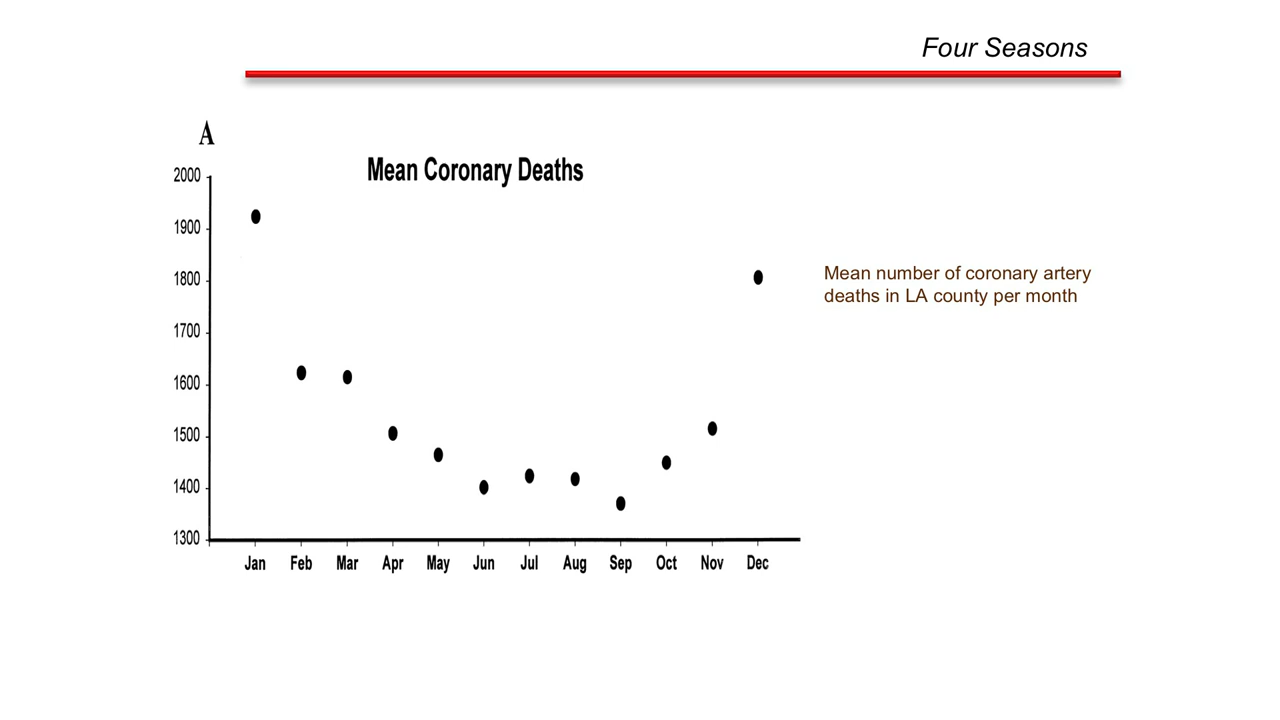 Four Seasons
A
Mean Coronary Deaths
2000
1900
1800
1700
1600
1500
1400
1300
Jan Feb Mar Apr May Jun Jul Aug Sep Oct Nov Dec
Mean number of coronary artery
deaths in LA county per month